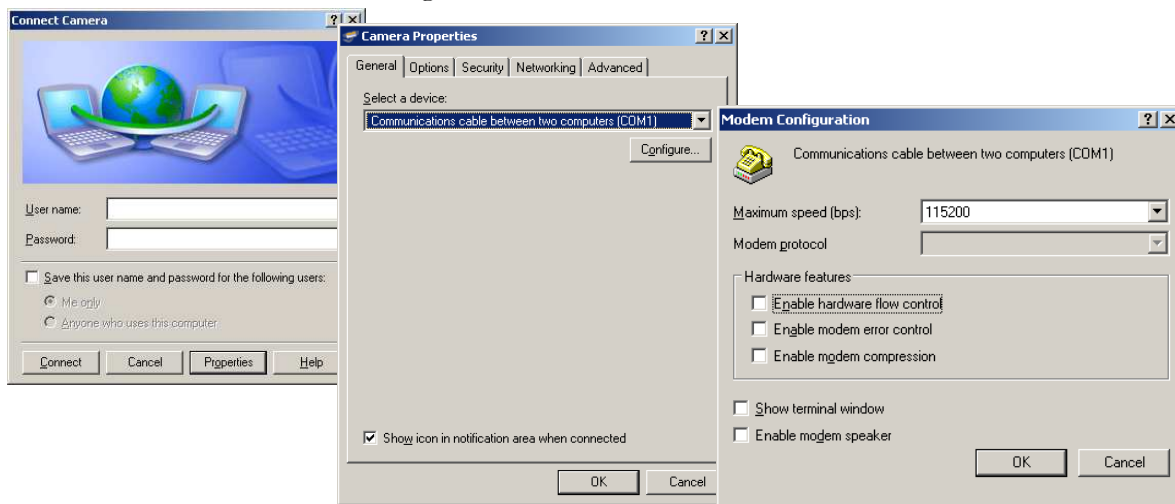 Connect Camera
User name:
Password:
Save this user name and password for the following users:
Me only
Anyone who uses this computer
Connect Cancel Properties Help
Camera Properties
General Options Security Networking Advanced
Select a device:
Communications cable between two computers (COM1)
Configure...
Show icon in notification area when connected
OK Cancel
Modem Configuration
Communications cable between two computers (COM1)
Maximum speed (bps): 115200
Modem protocol
Hardware features
Enable hardware flow control
Enable modem error control
Enable modem compression
Show terminal window
Enable modem speaker
OK Cancel